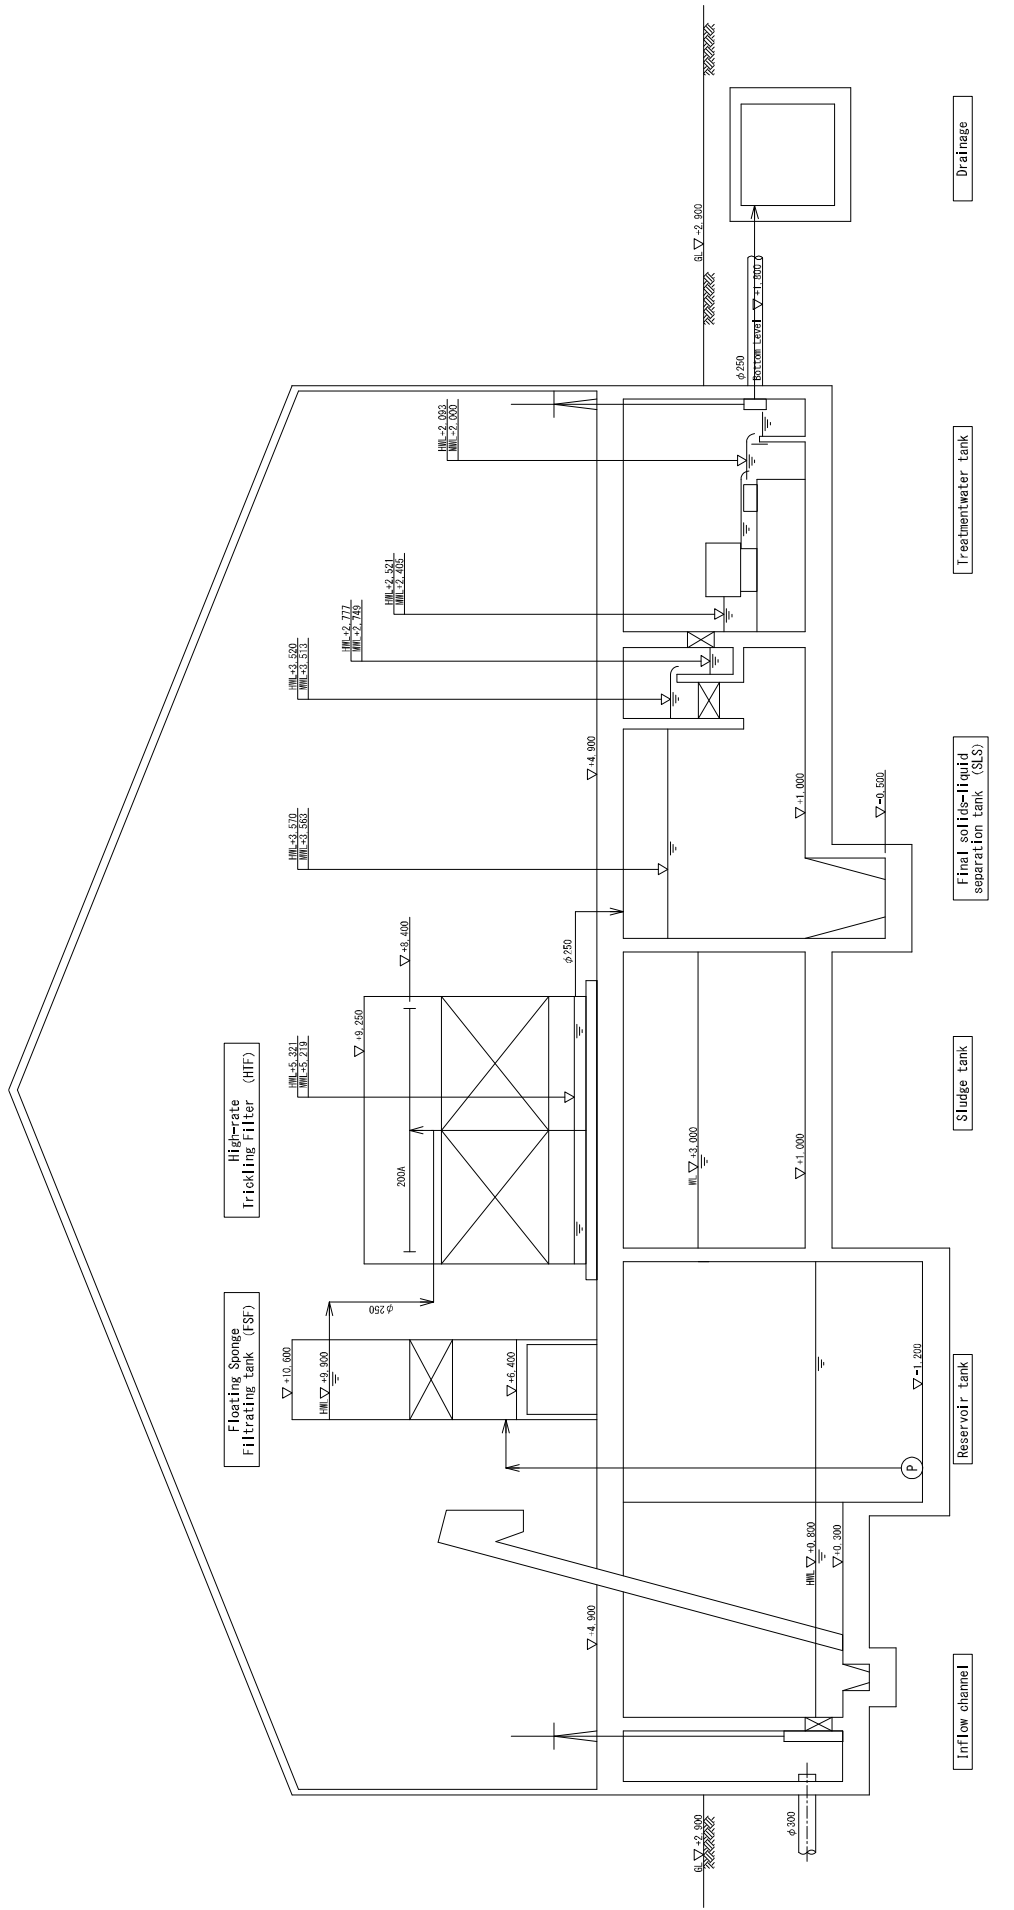 Floating Sponge
Filtrating tank (FSF)
High-rate
Trickling Filter (HTF)
▽+10.600
HWL▽+9.900
φ250
▽+6.400
▽+9.250
200A
▽+8.400
HWL+5.321
MWL+5.219
φ250
HWL+3.570
MWL+3.563
HWL+3.520
MWL+3.513
HWL+2.777
MWL+2.749
HWL+2.521
MWL+2.405
HWL+2.093
MWL+2.000
▽+4.900
▽+4.900
GL▽+2.900
φ300
HWL▽+0.800
▽+0.300
P
▽-1.200
WL▽+3.000
▽+1.000
▽+1.000
▽-0.500
φ250
Bottom Level▽+1.800
GL▽+2.900
Inflow channel
Reservoir tank
Sludge tank
Final solids-liquid
separation tank (SLS)
Treatmentwater tank
Drainage